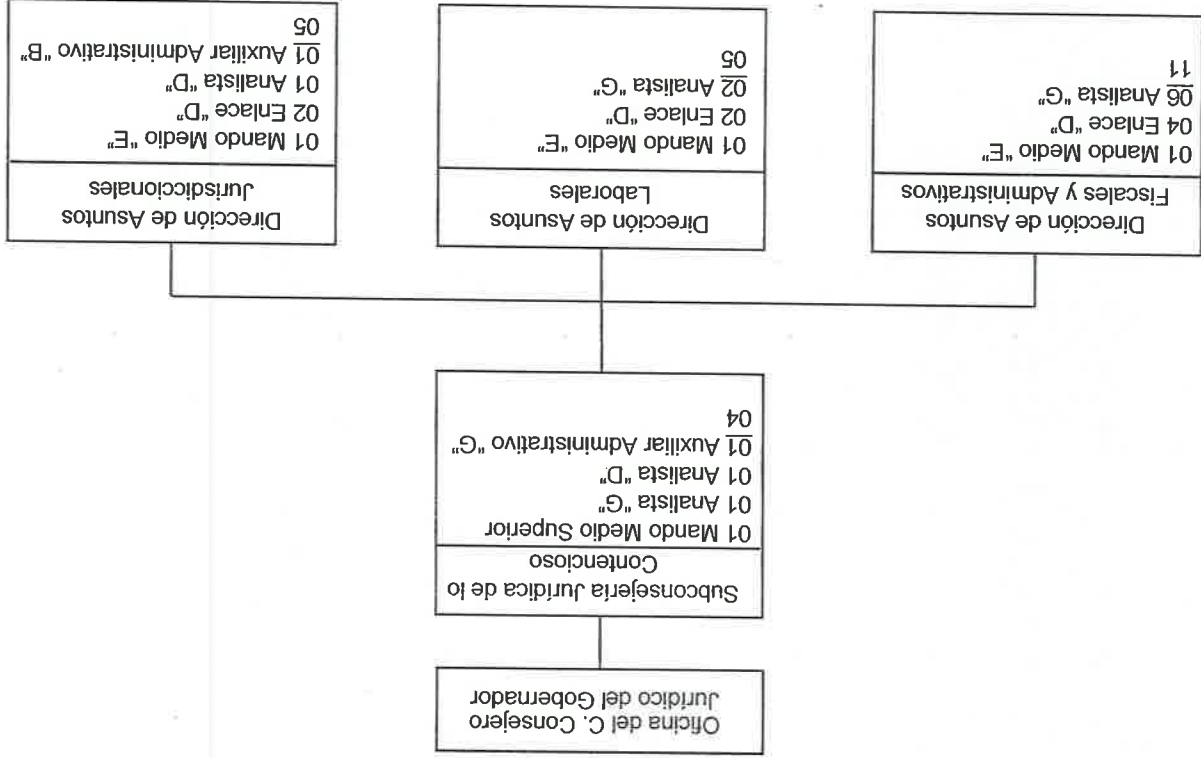 Oficina del C. Consejero
Jurídico del Gobernador
Subconsejería Jurídica de lo
Contencioso
01 Mando Medio Superior
01 Analista "G"
01 Analista "D"
01 Auxiliar Administrativo "G"
04
Dirección de Asuntos
Fiscales y Administrativos
01 Mando Medio "E"
04 Enlace "D"
06 Analista "G"
11
Dirección de Asuntos
Laborales
01 Mando Medio "E"
02 Enlace "D"
02 Analista "G"
05
Dirección de Asuntos
Jurisdiccionales
01 Mando Medio "E"
02 Enlace "D"
01 Analista "D"
01 Auxiliar Administrativo "B"
05